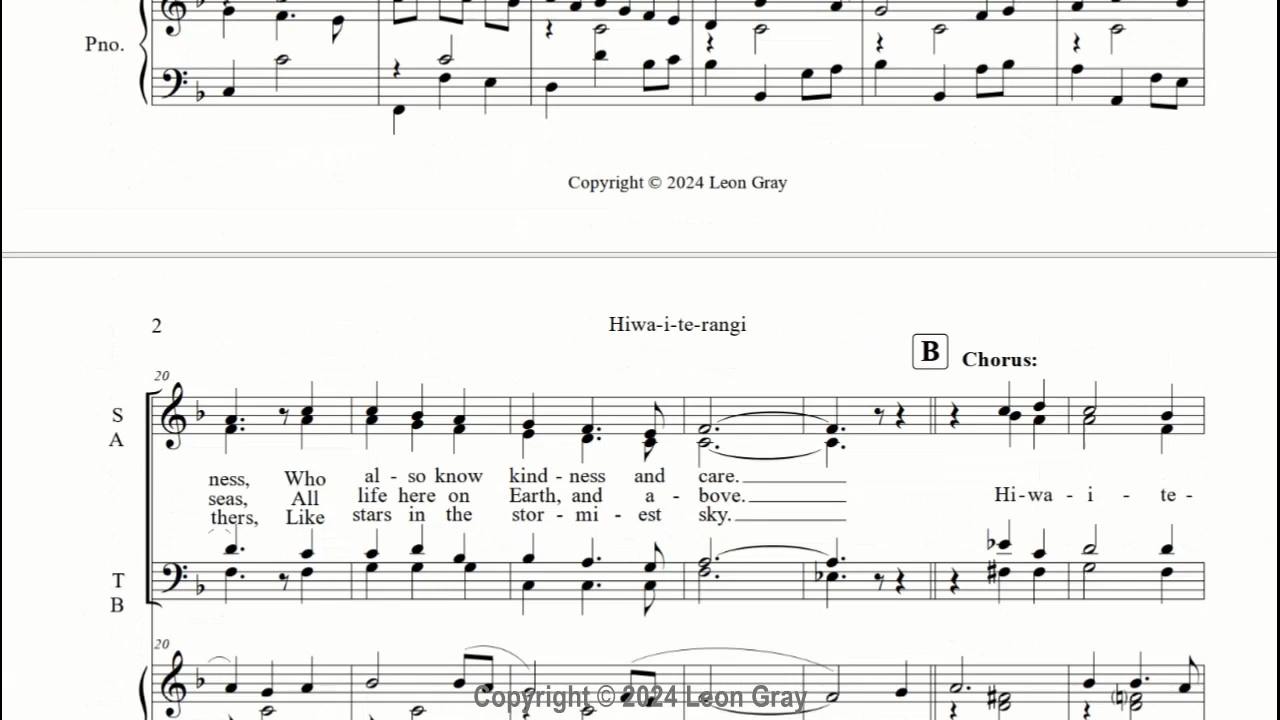 Pno.
Copyright © 2024 Leon Gray
2
Hiwa-i-te-rangi
B Chorus:
20
S
A
ness, Who al - so know kind - ness and care.
seas, All life here on Earth, and a - bove. Hi - wa - i - te -
thers, Like stars in the stor - mi - est sky.
T
B
20
Copyright © 2024 Leon Gray